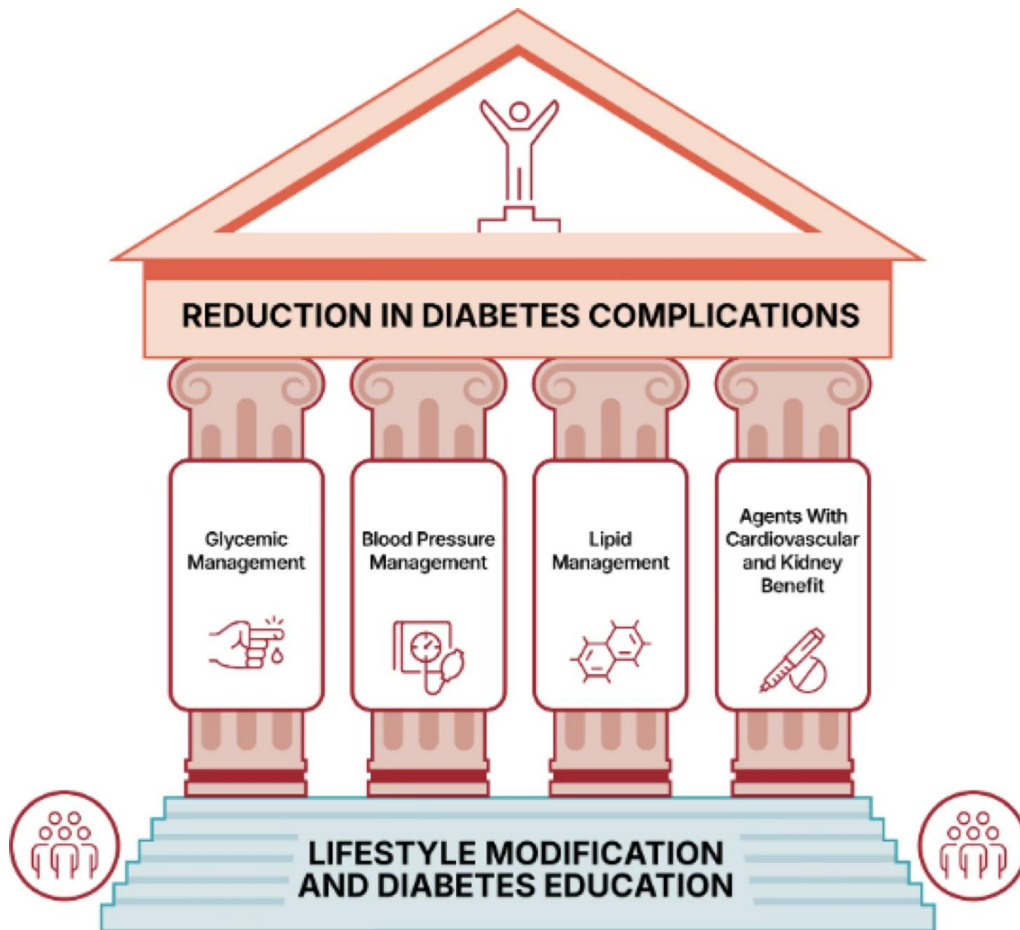 REDUCTION IN DIABETES COMPLICATIONS
Glycemic
Management
Blood Pressure
Management
Lipid
Management
Agents With
Cardiovascular
and Kidney
Benefit
LIFESTYLE MODIFICATION
AND DIABETES EDUCATION